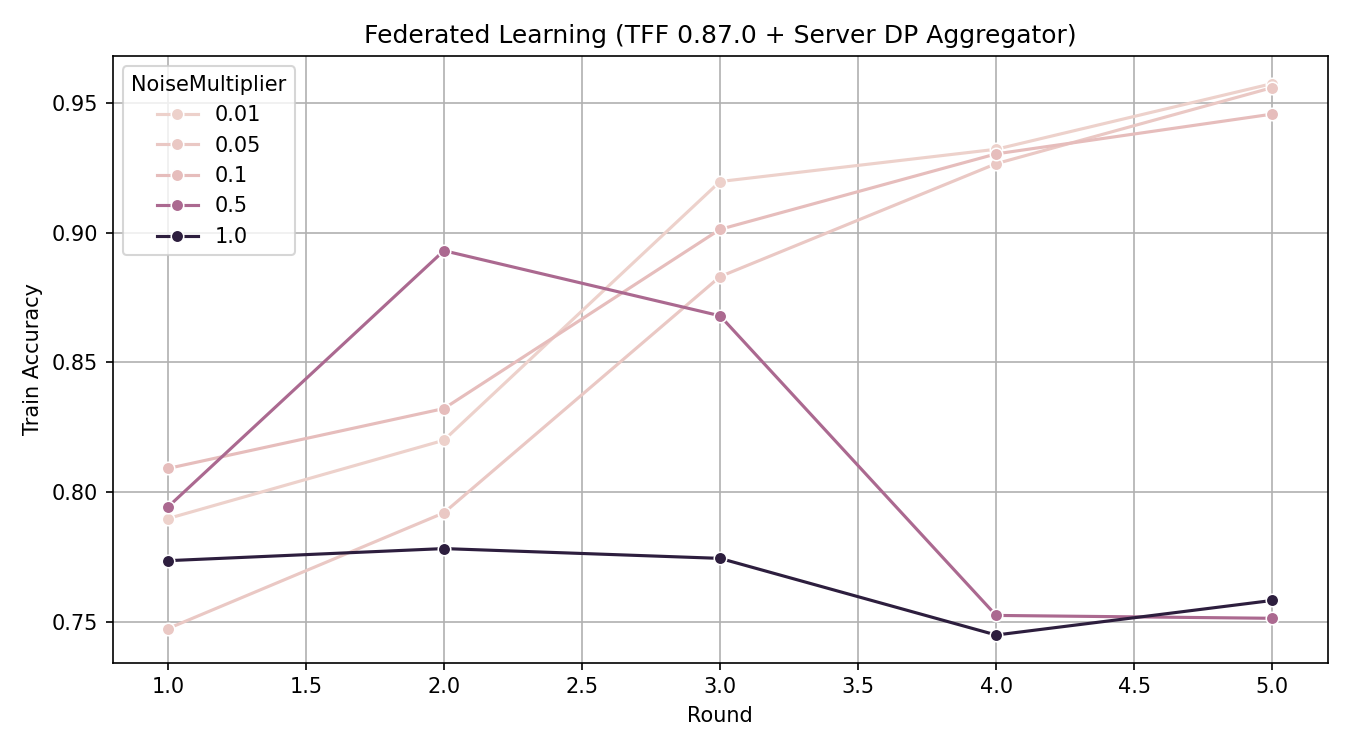 Federated Learning (TFF 0.87.0 + Server DP Aggregator)
NoiseMultiplier
0.01
0.05
0.1
0.5
1.0
Train Accuracy
0.95
0.90
0.85
0.80
0.75
1.0 1.5 2.0 2.5 3.0 3.5 4.0 4.5 5.0
Round